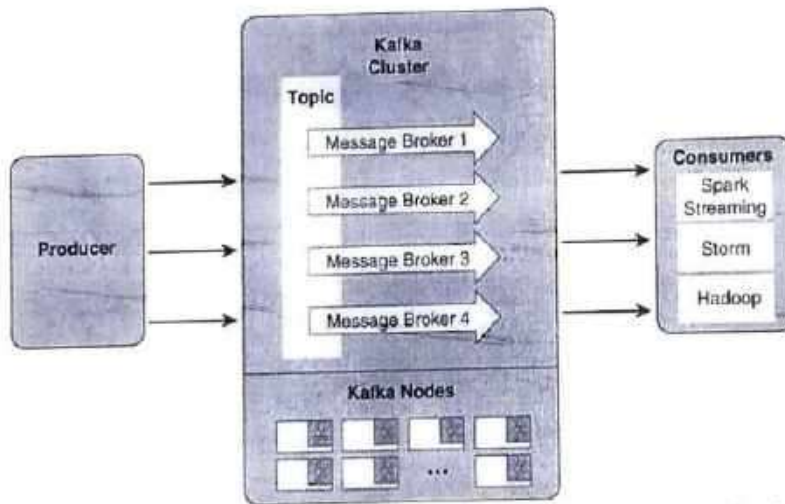 Kafka
Cluster
Topic
Message Broker 1
Message Broker 2
Message Broker 3
Message Broker 4
Producer
Consumers
Spark
Streaming
Storm
Hadoop
Kafka Nodes
...